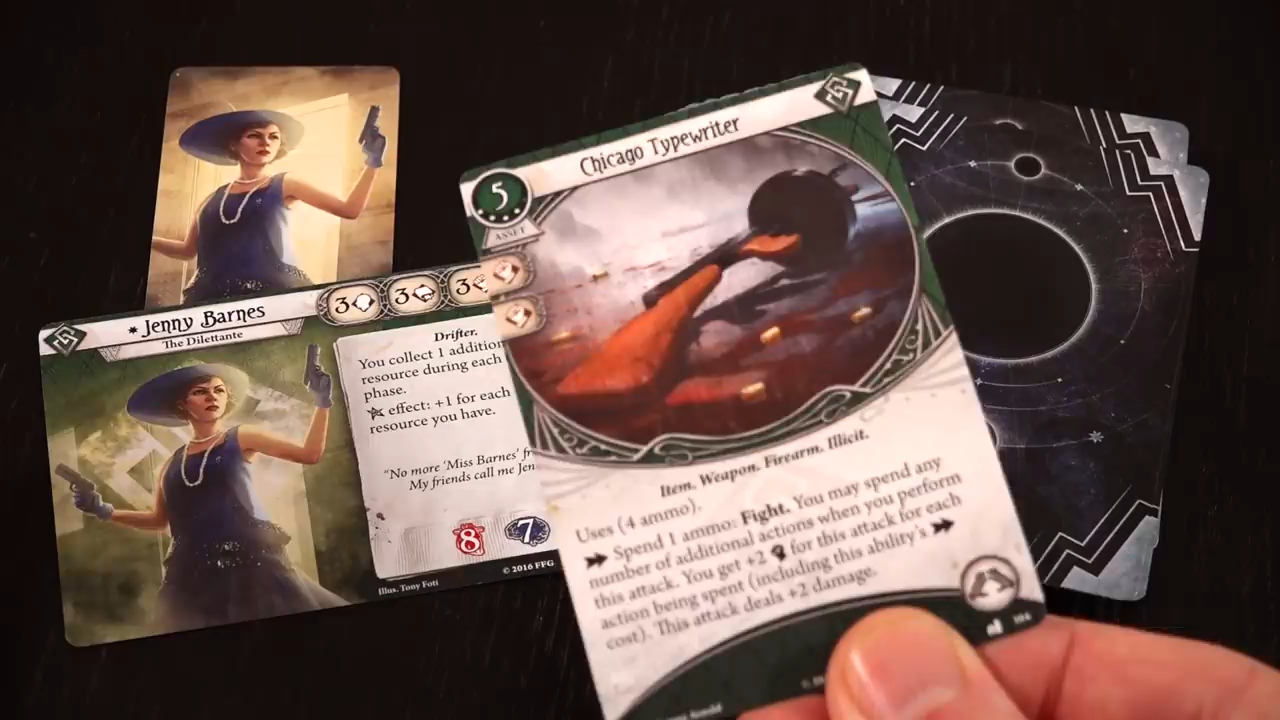 Jenny Barnes
The Dilettante
3 3 3
Drifter.
You collect 1 addition
resource during each
phase.
effect: +1 for each
resource you have.
"No more 'Miss Barnes' fr
My friends call me Jen
8 7
Illus. Tony Foti
© 2016 FFG
Chicago Typewriter
5
ASSET
Item. Weapon. Firearm. Illicit.
Uses (4 ammo).
Spend 1 ammo: Fight. You may spend any
number of additional actions when you perform
this attack. You get +2 for this attack for each
action being spent (including this ability's
cost). This attack deals +2 damage.